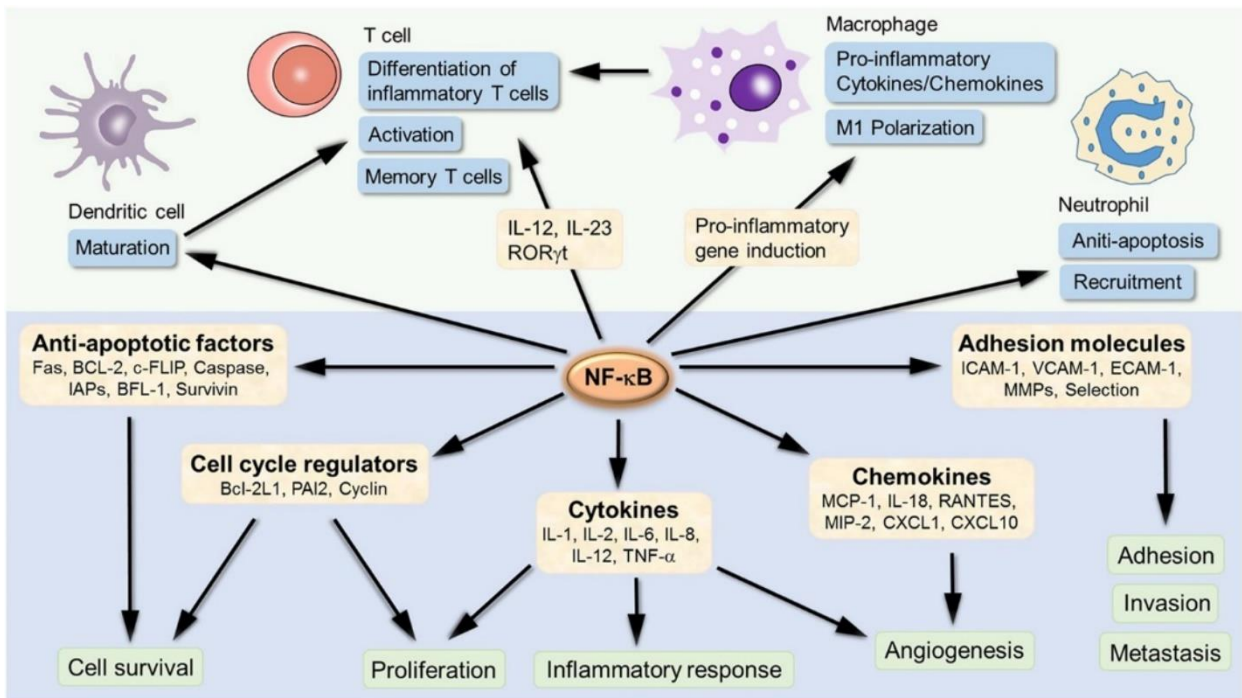 T cell
Differentiation of
inflammatory T cells
Activation
Memory T cells
Macrophage
Pro-inflammatory
Cytokines/Chemokines
M1 Polarization
Dendritic cell
Maturation
IL-12, IL-23
RORγt
Pro-inflammatory
gene induction
Neutrophil
Aniti-apoptosis
Recruitment
Anti-apoptotic factors
Fas, BCL-2, c-FLIP, Caspase,
IAPs, BFL-1, Survivin
NF-κB
Adhesion molecules
ICAM-1, VCAM-1, ECAM-1,
MMPs, Selection
Cell cycle regulators
Bcl-2L1, PAI2, Cyclin
Cytokines
IL-1, IL-2, IL-6, IL-8,
IL-12, TNF-α
Chemokines
MCP-1, IL-18, RANTES,
MIP-2, CXCL1, CXCL10
Cell survival
Proliferation
Inflammatory response
Angiogenesis
Adhesion
Invasion
Metastasis